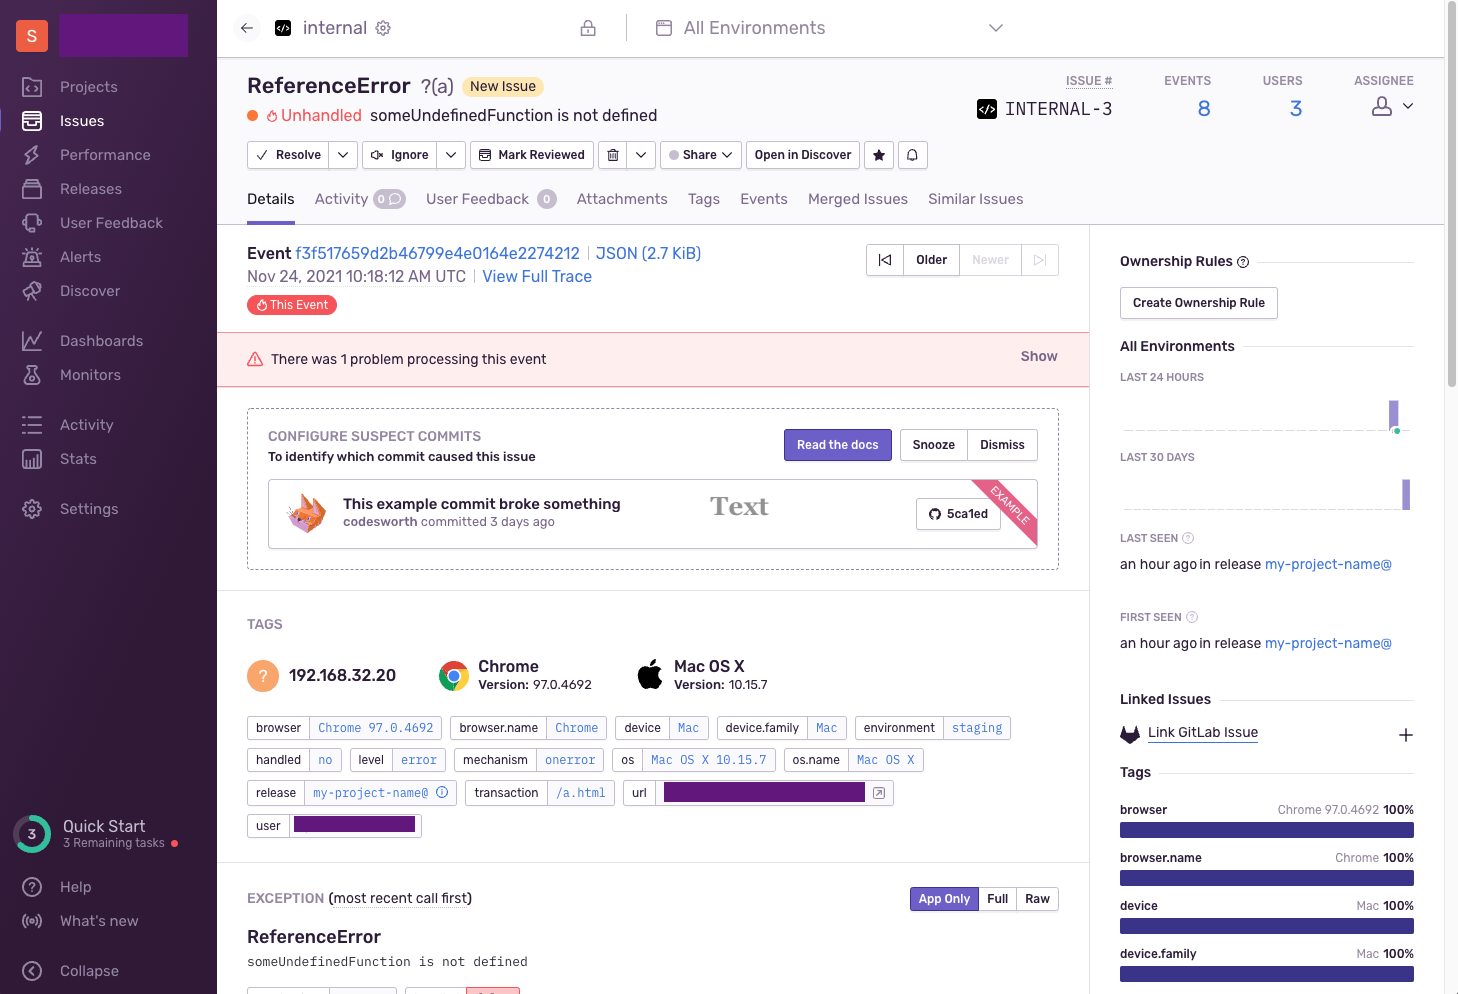 S
Projects
Issues
Performance
Releases
User Feedback
Alerts
Discover
Dashboards
Monitors
Activity
Stats
Settings
3
Quick Start
3 Remaining tasks
Help
What's new
Collapse
internal
All Environments
ReferenceError ?(a) New Issue
Unhandled someUndefinedFunction is not defined
ISSUE #
INTERNAL-3
EVENTS
8
USERS
3
ASSIGNEE
Resolve
Ignore
Mark Reviewed
Share
Open in Discover
Details
Activity 0
User Feedback 0
Attachments
Tags
Events
Merged Issues
Similar Issues
Event f3f517659d2b46799e4e0164e2274212 JSON (2.7 KiB)
Nov 24, 2021 10:18:12 AM UTC View Full Trace
This Event
Older
Newer
There was 1 problem processing this event
Show
CONFIGURE SUSPECT COMMITS
To identify which commit caused this issue
Read the docs
Snooze
Dismiss
This example commit broke something
codesworth committed 3 days ago
Text
5ca1ed
EXAMPLE
TAGS
? 192.168.32.20
Chrome
Version: 97.0.4692
Mac OS X
Version: 10.15.7
browser Chrome 97.0.4692 browser.name Chrome device Mac device.family Mac environment staging
handled no level error mechanism onerror os Mac OS X 10.15.7 os.name Mac OS X
release my-project-name@ transaction /a.html url
user
EXCEPTION (most recent call first)
App Only
Full
Raw
ReferenceError
someUndefinedFunction is not defined
Ownership Rules ?
Create Ownership Rule
All Environments
LAST 24 HOURS
LAST 30 DAYS
LAST SEEN ?
an hour ago in release my-project-name@
FIRST SEEN ?
an hour ago in release my-project-name@
Linked Issues
Link GitLab Issue
Tags
browser Chrome 97.0.4692 100%
browser.name Chrome 100%
device Mac 100%
device.family Mac 100%